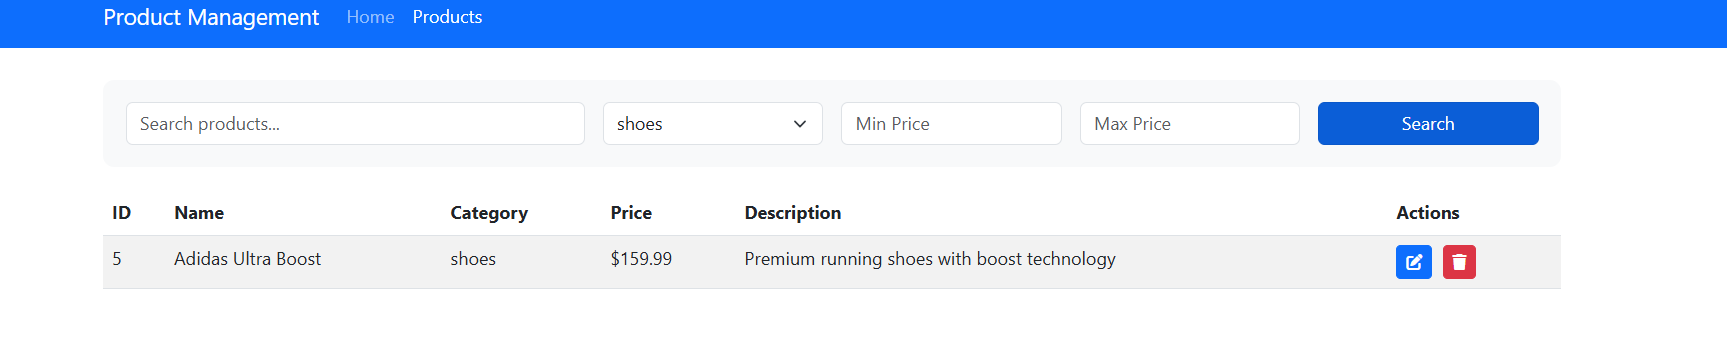 Product Management Home Products
Search products... shoes Min Price Max Price Search
ID Name Category Price Description Actions
5 Adidas Ultra Boost shoes $159.99 Premium running shoes with boost technology